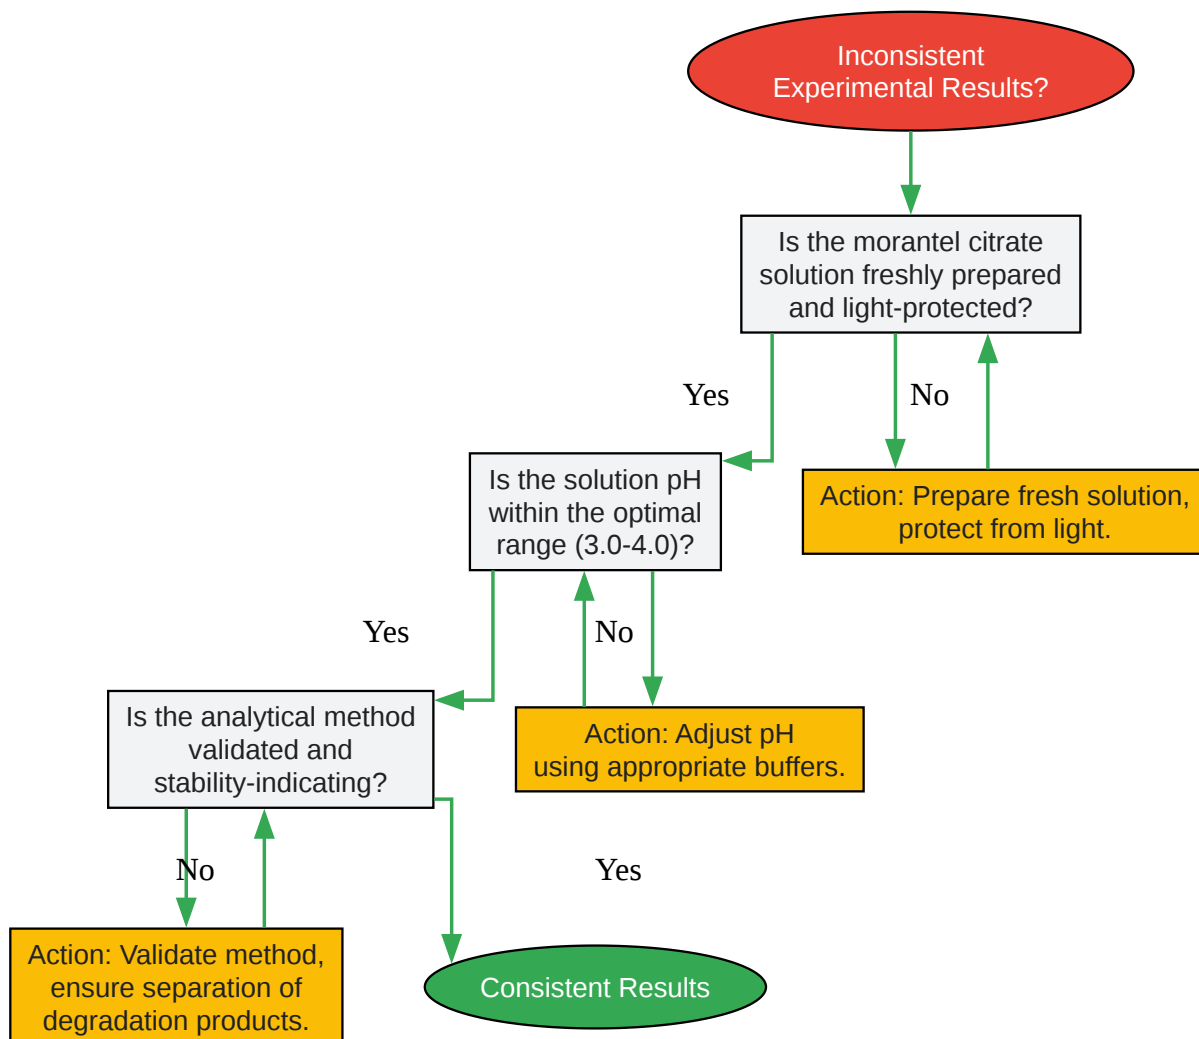 Inconsistent
Experimental Results?
Is the morantel citrate
solution freshly prepared
and light-protected?
Yes
No
Is the solution pH
within the optimal
range (3.0-4.0)?
Action: Prepare fresh solution,
protect from light.
Yes
No
Is the analytical method
validated and
stability-indicating?
Action: Adjust pH
using appropriate buffers.
No
Yes
Action: Validate method,
ensure separation of
degradation products.
Consistent Results